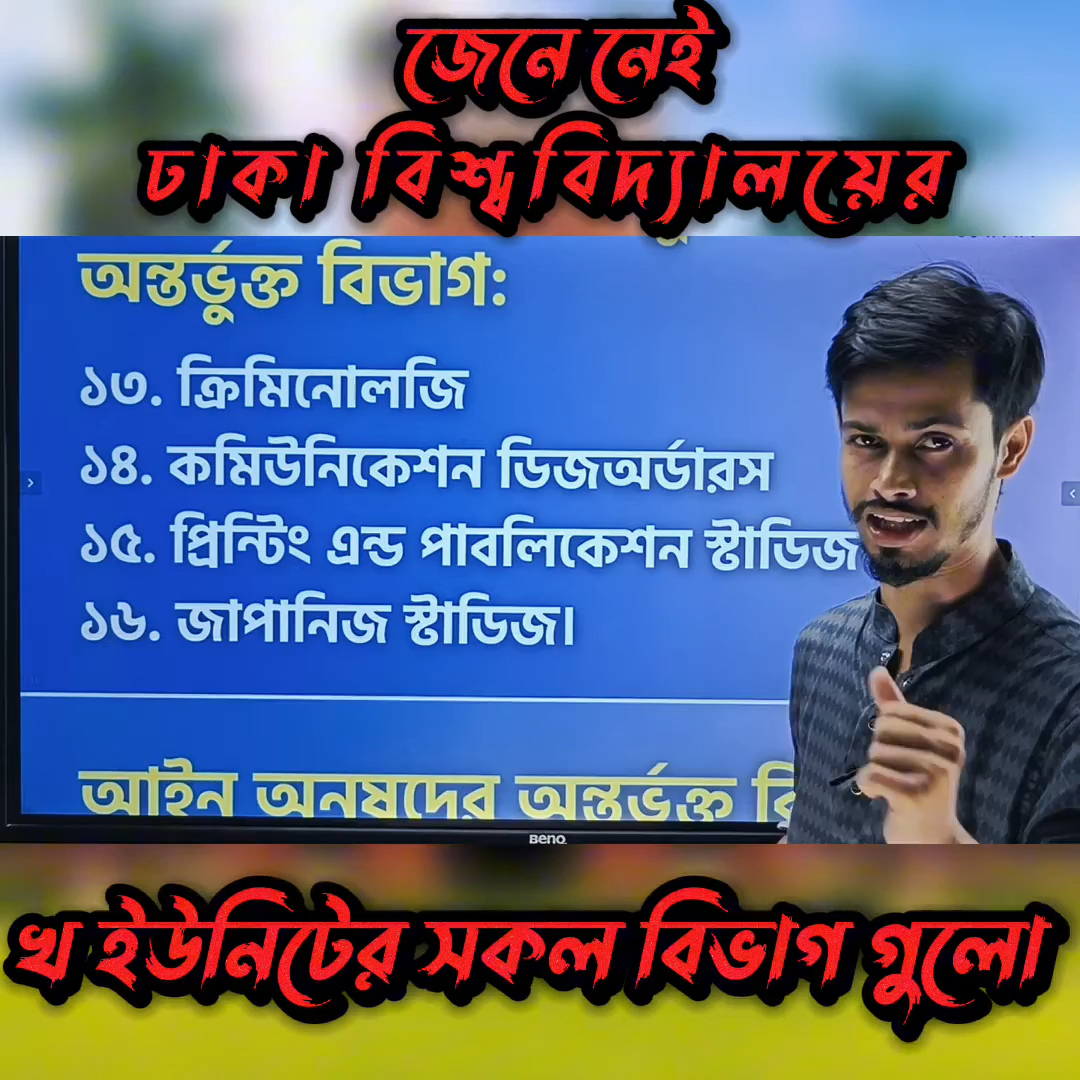 জেনে নেই
ঢাকা বিশ্ববিদ্যালয়ের
অন্তর্ভুক্ত বিভাগ:
১৩. ক্রিমিনোলজি
১৪. কমিউনিকেশন ডিজঅর্ডারস
১৫. প্রিন্টিং এন্ড পাবলিকেশন স্টাডিজ
১৬. জাপানিজ স্টাডিজ।
আইন অনুষদের অন্তর্ভুক্ত
BenQ
খ ইউনিটের সকল বিভাগ গুলো